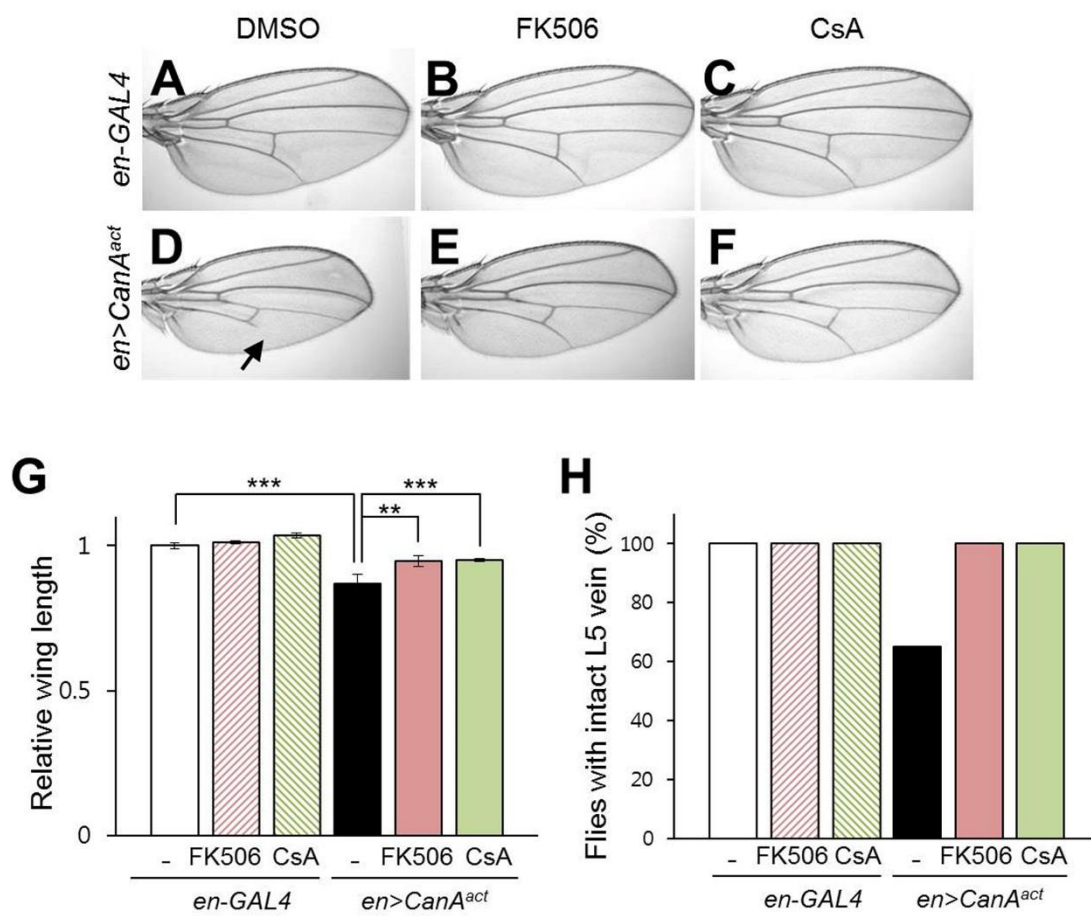 DMSO FK506 CsA
en-GAL4
A B C
en>CanAact
D E F
G
Relative wing length
*** ***
**
1
0.5
0
- FK506 CsA - FK506 CsA
en-GAL4 en>CanAact
H
Flies with intact L5 vein (%)
100
80
60
40
20
0
- FK506 CsA - FK506 CsA
en-GAL4 en>CanAact